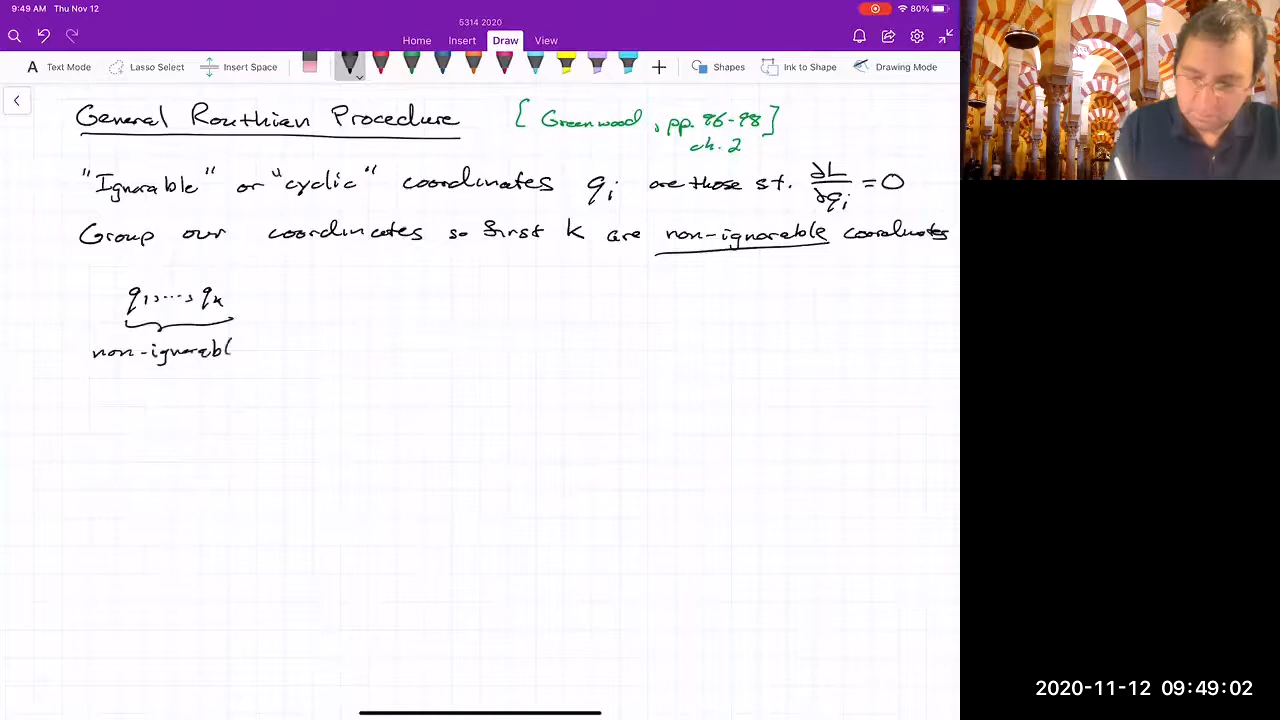 9:49 AM Thu Nov 12
80%
5314 2020
Home Insert Draw View
A Text Mode Lasso Select Insert Space + Shapes Ink to Shape Drawing Mode
General Routhian Procedure [Greenwood, pp. 96-98]
ch. 2
"Ignorable" or "cyclic" coordinates qi are those st. ∂L/∂qi = 0
Group our coordinates so first k are non-ignorable coordinates
q1, ..., qk
non-ignorabl
2020-11-12 09:49:02